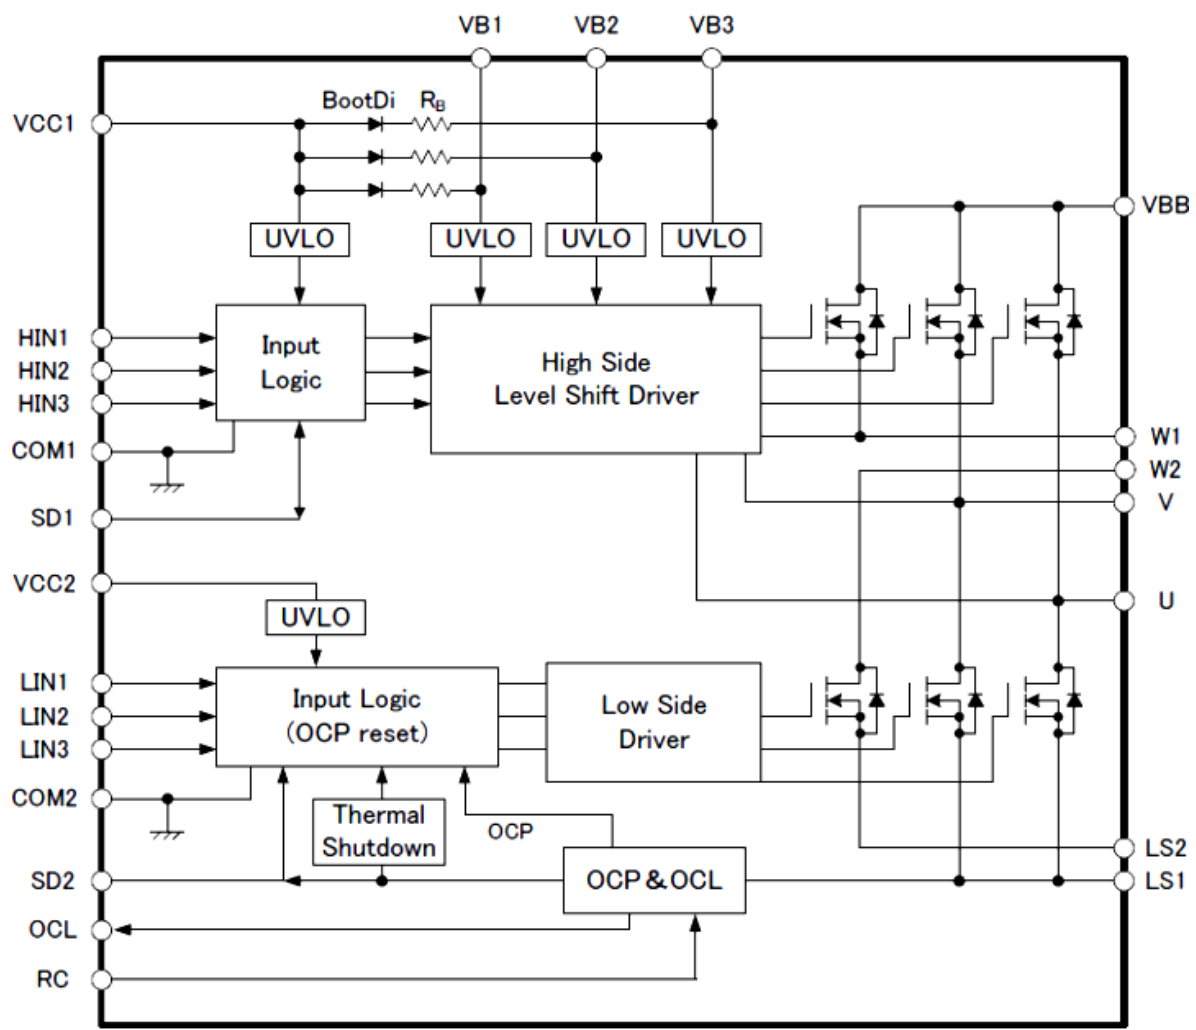 VB1 VB2 VB3
BootDi RB
VCC1
VBB
UVLO UVLO UVLO UVLO
HIN1
HIN2
HIN3
Input
Logic
High Side
Level Shift Driver
COM1
W1
W2
V
SD1
VCC2
U
UVLO
LIN1
LIN2
LIN3
Input Logic
(OCP reset)
Low Side
Driver
COM2
Thermal
Shutdown
OCP
LS2
SD2
OCP&OCL
LS1
OCL
RC